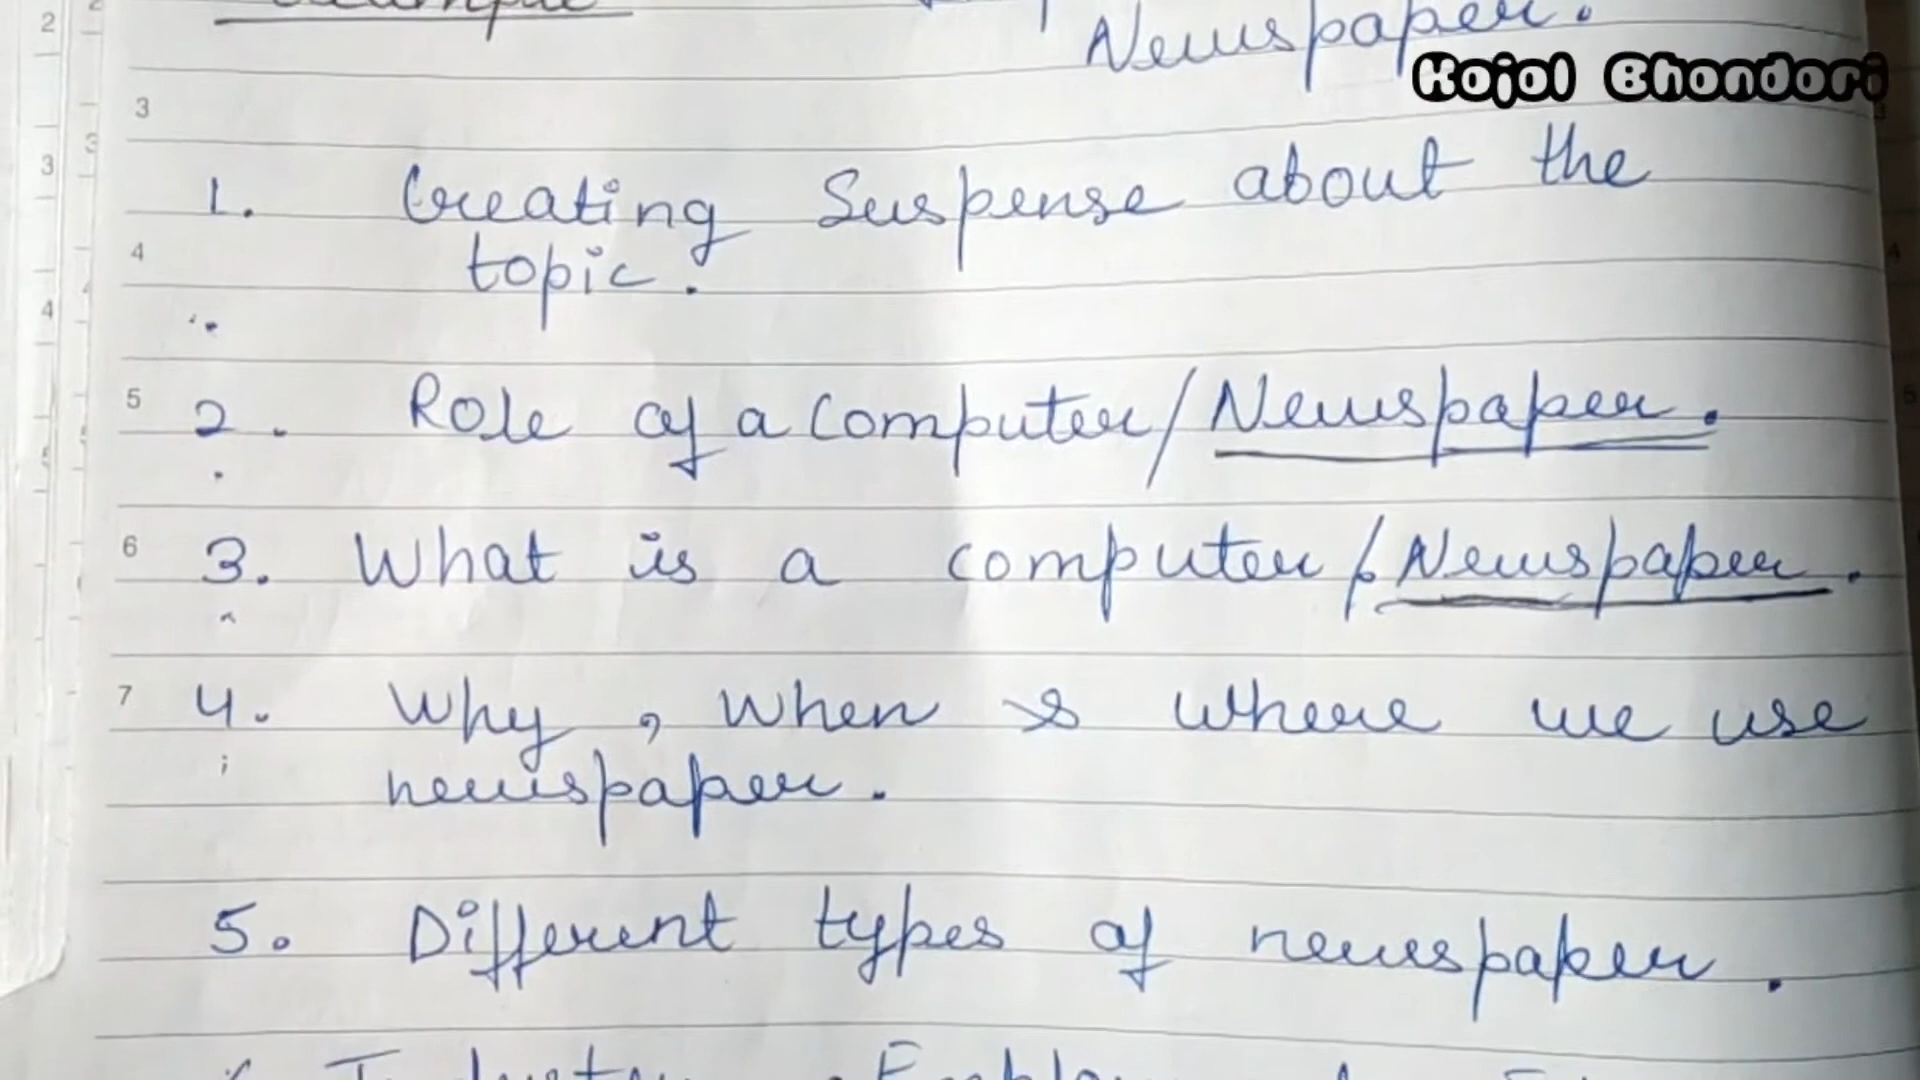 Example
Newspaper.
Kojol Bhondori
1. Creating Suspense about the
topic.
2. Role of a Computer/Newspaper.
3. What is a computer/Newspaper.
4. Why, when & where we use
newspaper.
5. Different types of newspaper.